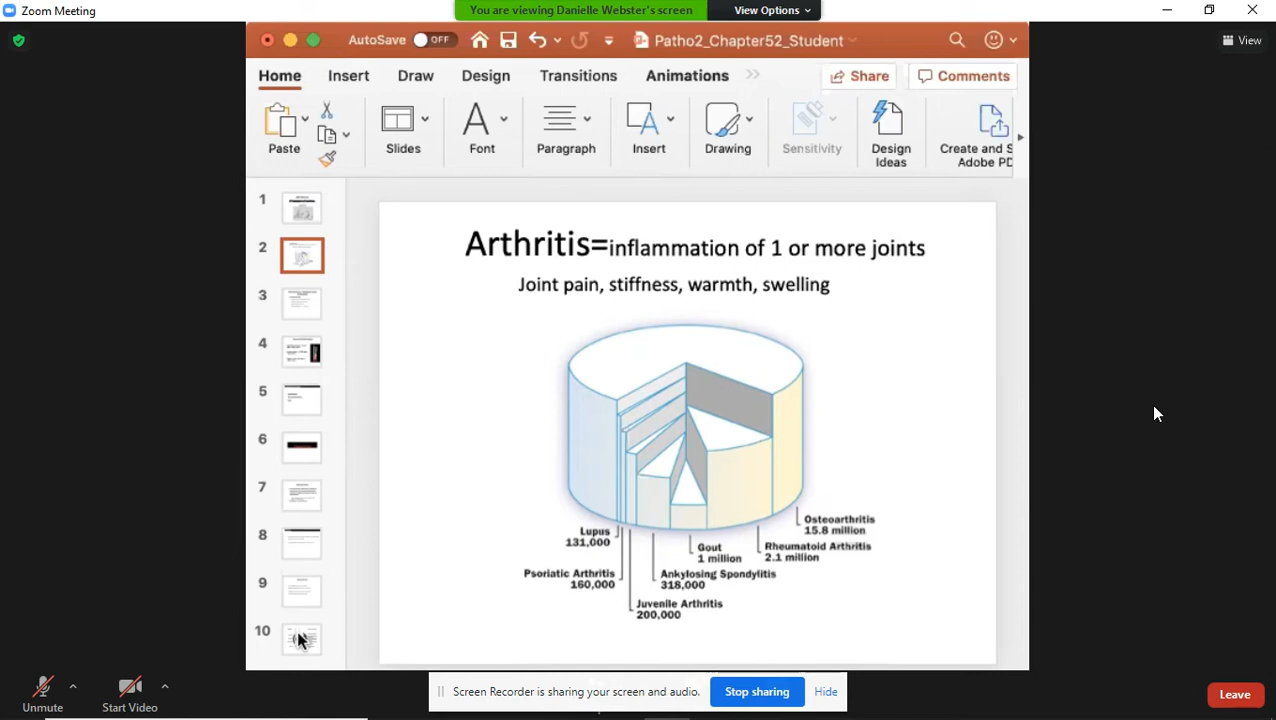 Zoom Meeting
You are viewing Danielle Webster's screen
View Options
View
AutoSave OFF
Patho2_Chapter52_Student
Home Insert Draw Design Transitions Animations
Share
Comments
Paste
Slides
Font
Paragraph
Insert
Drawing
Sensitivity
Design
Ideas
Create and S
Adobe PD
1
2
3
4
5
6
7
8
9
10
Arthritis=inflammation of 1 or more joints
Joint pain, stiffness, warmth, swelling
Osteoarthritis
15.8 million
Lupus
131,000
Gout
1 million
Rheumatoid Arthritis
2.1 million
Psoriatic Arthritis
160,000
Ankylosing Spondylitis
318,000
Juvenile Arthritis
200,000
Unmute
Start Video
Screen Recorder is sharing your screen and audio.
Stop sharing
Hide
Leave